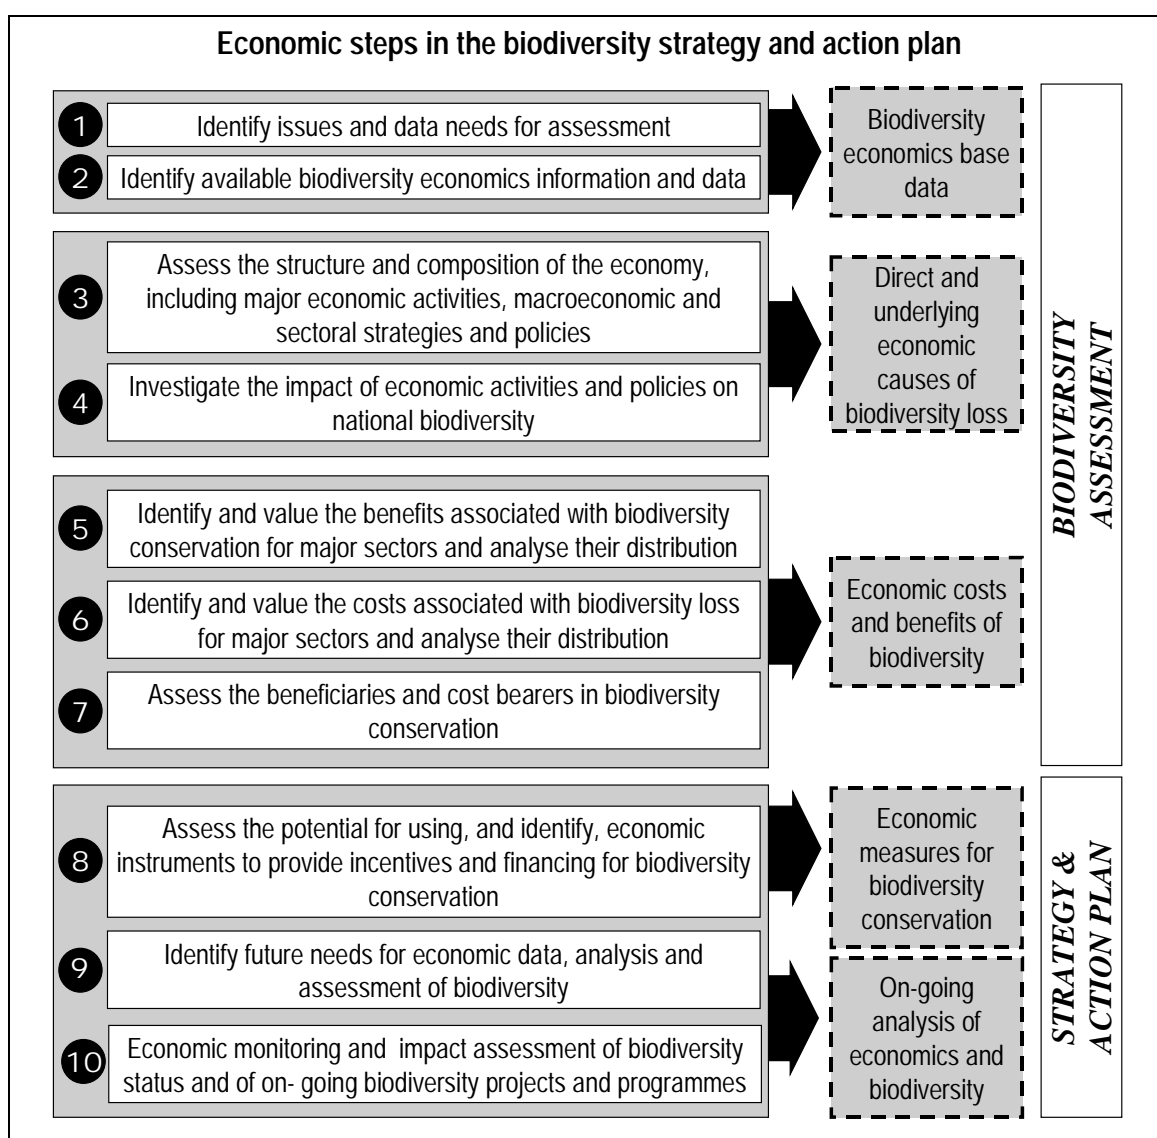 Economic steps in the biodiversity strategy and action plan
1
Identify issues and data needs for assessment
2
Identify available biodiversity economics information and data
Biodiversity
economics base
data
3
Assess the structure and composition of the economy,
including major economic activities, macroeconomic and
sectoral strategies and policies
4
Investigate the impact of economic activities and policies on
national biodiversity
Direct and
underlying
economic
causes of
biodiversity loss
5
Identify and value the benefits associated with biodiversity
conservation for major sectors and analyse their distribution
6
Identify and value the costs associated with biodiversity loss
for major sectors and analyse their distribution
7
Assess the beneficiaries and cost bearers in biodiversity
conservation
Economic costs
and benefits of
biodiversity
BIODIVERSITY
ASSESSMENT
8
Assess the potential for using, and identify, economic
instruments to provide incentives and financing for biodiversity
conservation
Economic
measures for
biodiversity
conservation
9
Identify future needs for economic data, analysis and
assessment of biodiversity
10
Economic monitoring and  impact assessment of biodiversity
status and of on- going biodiversity projects and programmes
On-going
analysis of
economics and
biodiversity
STRATEGY &
ACTION PLAN